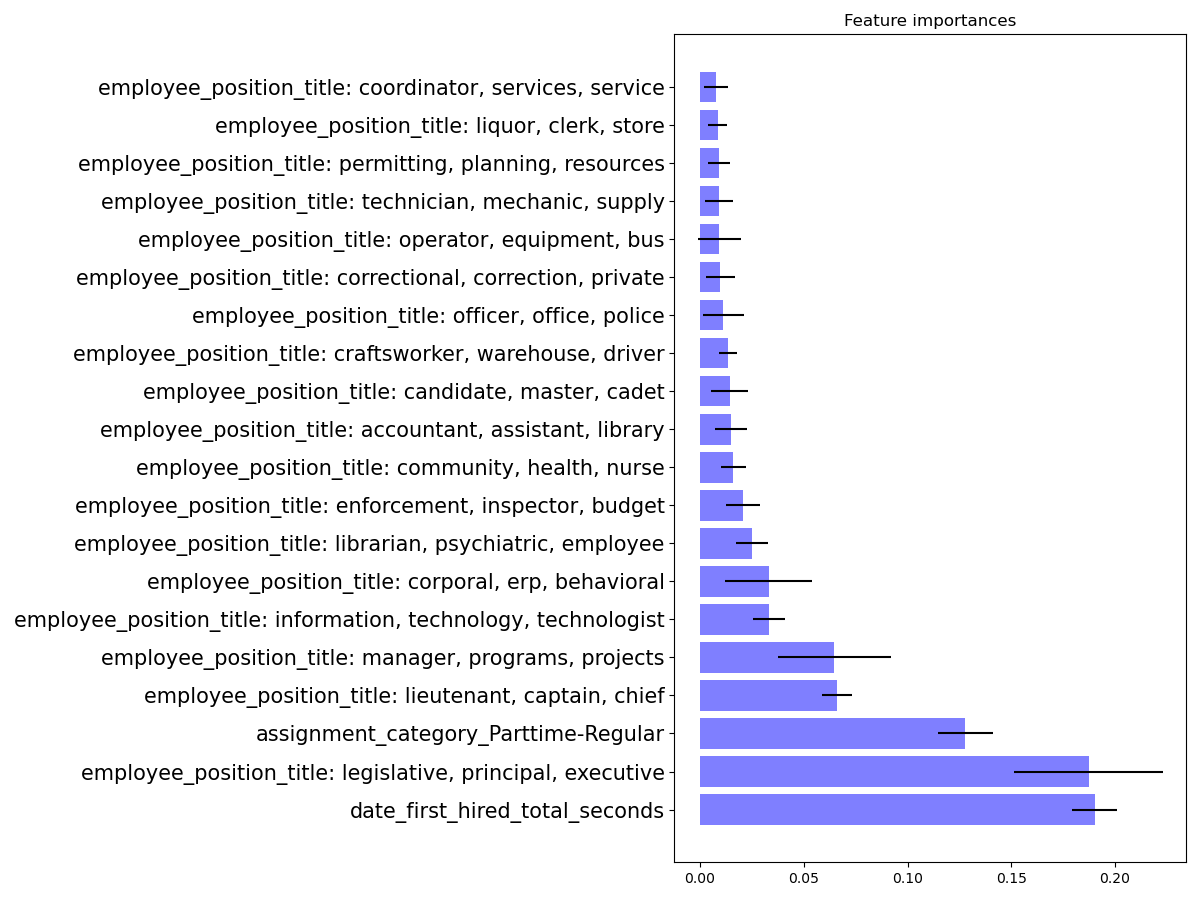 Feature importances
employee_position_title: coordinator, services, service
employee_position_title: liquor, clerk, store
employee_position_title: permitting, planning, resources
employee_position_title: technician, mechanic, supply
employee_position_title: operator, equipment, bus
employee_position_title: correctional, correction, private
employee_position_title: officer, office, police
employee_position_title: craftsworker, warehouse, driver
employee_position_title: candidate, master, cadet
employee_position_title: accountant, assistant, library
employee_position_title: community, health, nurse
employee_position_title: enforcement, inspector, budget
employee_position_title: librarian, psychiatric, employee
employee_position_title: corporal, erp, behavioral
employee_position_title: information, technology, technologist
employee_position_title: manager, programs, projects
employee_position_title: lieutenant, captain, chief
assignment_category_Parttime-Regular
employee_position_title: legislative, principal, executive
date_first_hired_total_seconds
0.00 0.05 0.10 0.15 0.20